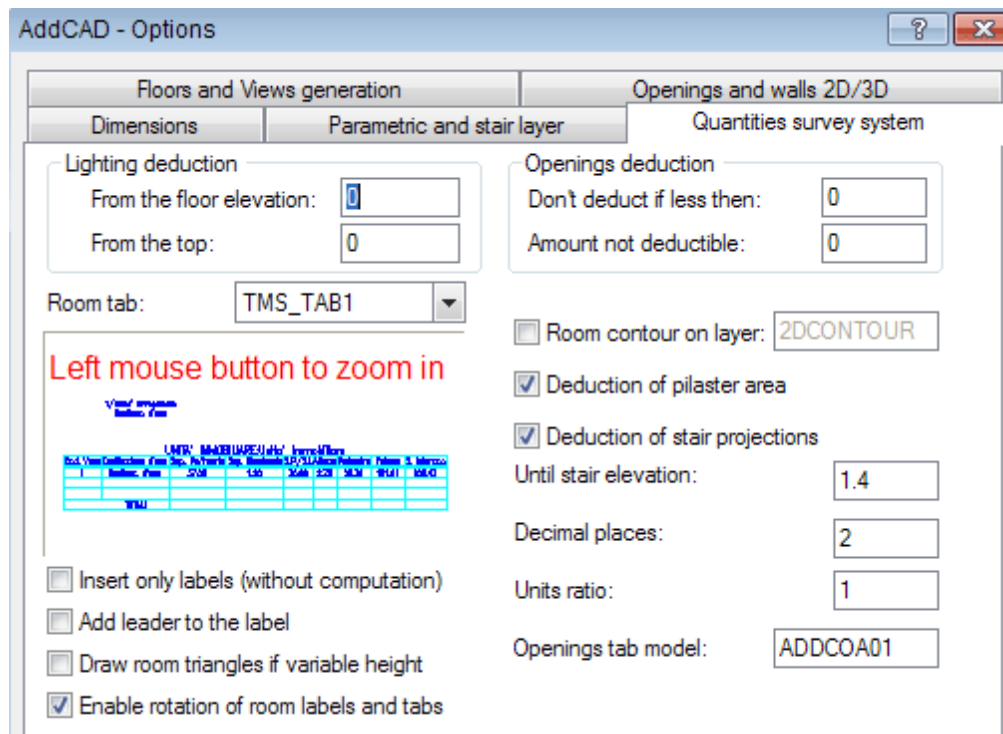 AddCAD - Options
?
Floors and Views generation
Openings and walls 2D/3D
Dimensions
Parametric and stair layer
Quantities survey system
Lighting deduction
From the floor elevation: 0
From the top: 0
Openings deduction
Don't deduct if less then: 0
Amount not deductible: 0
Room tab: TMS_TAB1
Left mouse button to zoom in
Insert only labels (without computation)
Add leader to the label
Draw room triangles if variable height
Enable rotation of room labels and tabs
Room contour on layer: 2DCONTOUR
Deduction of pilaster area
Deduction of stair projections
Until stair elevation: 1.4
Decimal places: 2
Units ratio: 1
Openings tab model: ADDCOA01